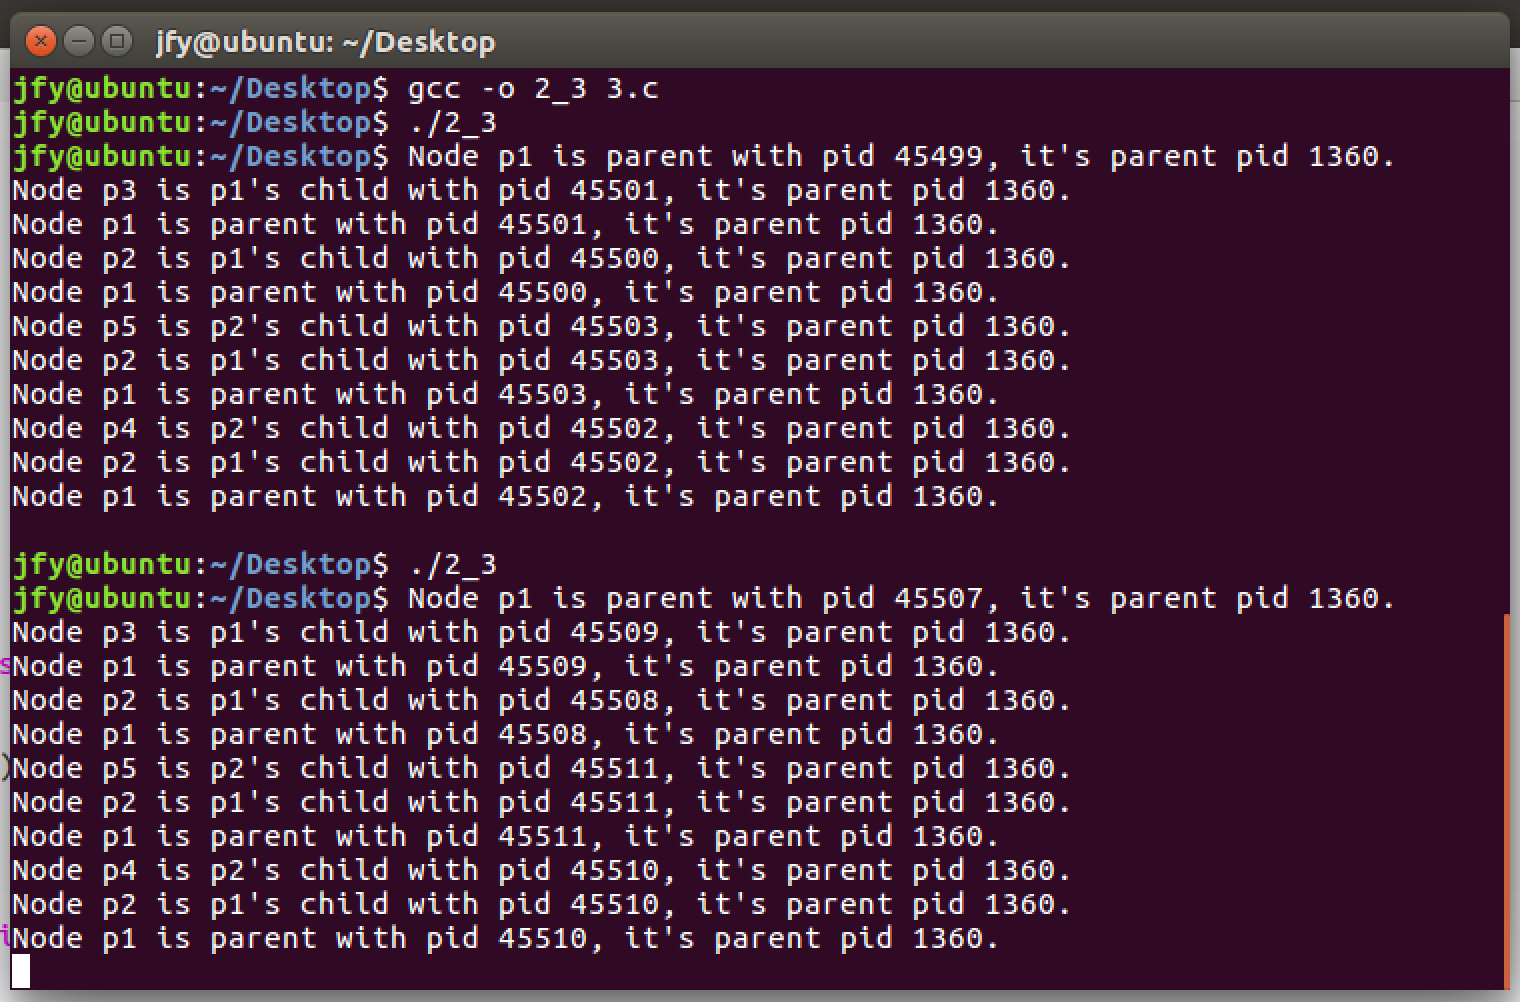 jfy@ubuntu: ~/Desktop
jfy@ubuntu:~/Desktop$ gcc -o 2_3 3.c
jfy@ubuntu:~/Desktop$ ./2_3
jfy@ubuntu:~/Desktop$ Node p1 is parent with pid 45499, it's parent pid 1360.
Node p3 is p1's child with pid 45501, it's parent pid 1360.
Node p1 is parent with pid 45501, it's parent pid 1360.
Node p2 is p1's child with pid 45500, it's parent pid 1360.
Node p1 is parent with pid 45500, it's parent pid 1360.
Node p5 is p2's child with pid 45503, it's parent pid 1360.
Node p2 is p1's child with pid 45503, it's parent pid 1360.
Node p1 is parent with pid 45503, it's parent pid 1360.
Node p4 is p2's child with pid 45502, it's parent pid 1360.
Node p2 is p1's child with pid 45502, it's parent pid 1360.
Node p1 is parent with pid 45502, it's parent pid 1360.
jfy@ubuntu:~/Desktop$ ./2_3
jfy@ubuntu:~/Desktop$ Node p1 is parent with pid 45507, it's parent pid 1360.
Node p3 is p1's child with pid 45509, it's parent pid 1360.
Node p1 is parent with pid 45509, it's parent pid 1360.
Node p2 is p1's child with pid 45508, it's parent pid 1360.
Node p1 is parent with pid 45508, it's parent pid 1360.
Node p5 is p2's child with pid 45511, it's parent pid 1360.
Node p2 is p1's child with pid 45511, it's parent pid 1360.
Node p1 is parent with pid 45511, it's parent pid 1360.
Node p4 is p2's child with pid 45510, it's parent pid 1360.
Node p2 is p1's child with pid 45510, it's parent pid 1360.
Node p1 is parent with pid 45510, it's parent pid 1360.